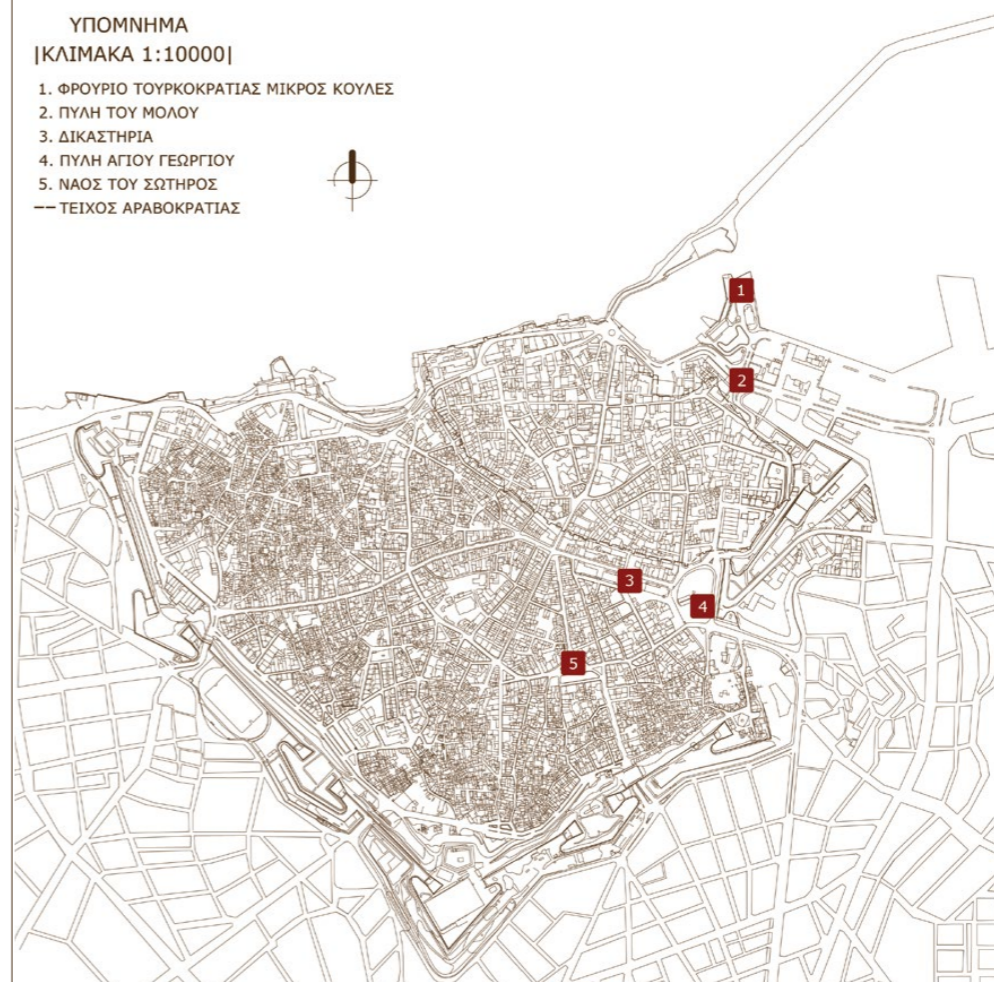 ΥΠΟΜΝΗΜΑ
|ΚΛΙΜΑΚΑ 1:10000|
1. ΦΡΟΥΡΙΟ ΤΟΥΡΚΟΚΡΑΤΙΑΣ ΜΙΚΡΟΣ ΚΟΥΛΕΣ
2. ΠΥΛΗ ΤΟΥ ΜΟΛΟΥ
3. ΔΙΚΑΣΤΗΡΙΑ
4. ΠΥΛΗ ΑΓΙΟΥ ΓΕΩΡΓΙΟΥ
5. ΝΑΟΣ ΤΟΥ ΣΩΤΗΡΟΣ
-- ΤΕΙΧΟΣ ΑΡΑΒΟΚΡΑΤΙΑΣ
1
2
3
4
5